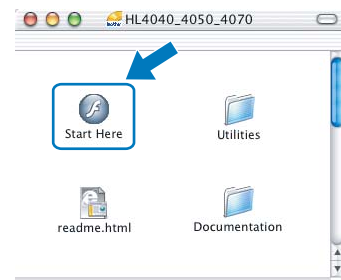 HL4040_4050_4070
Start Here
Utilities
readme.html
Documentation